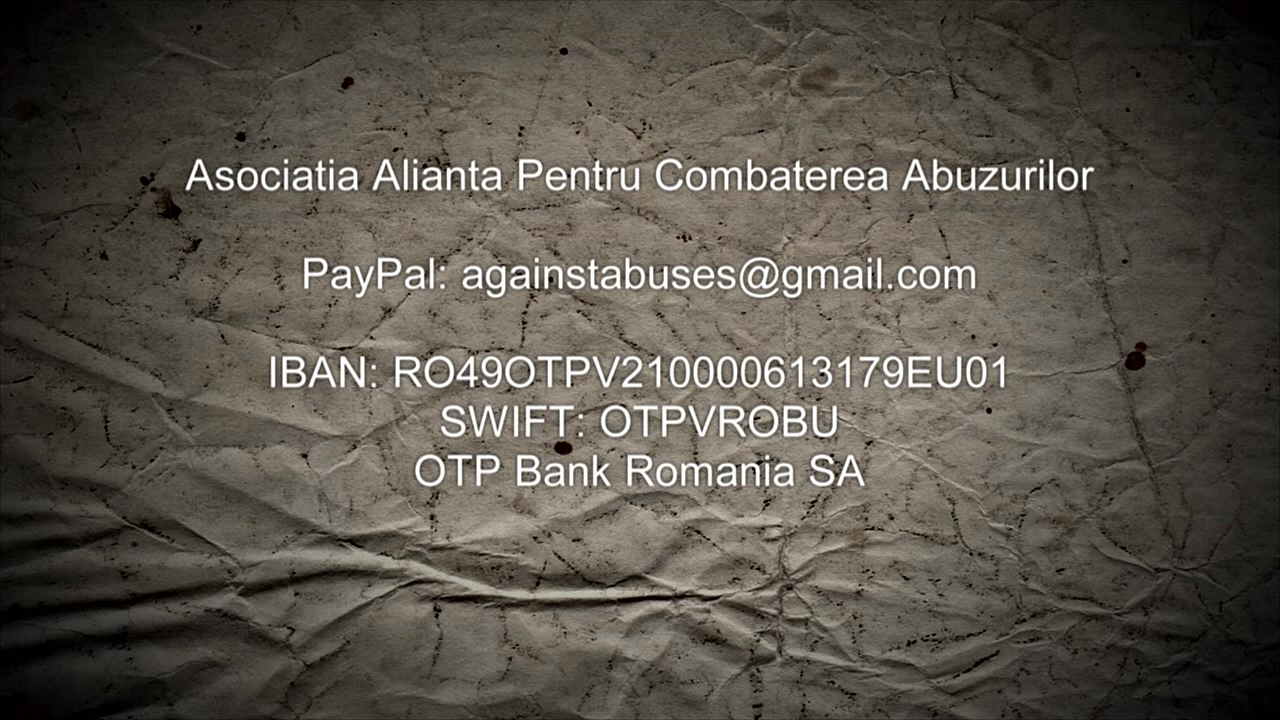 Asociatia Alianta Pentru Combaterea Abuzurilor
PayPal: againstabuses@gmail.com
IBAN: RO49OTPV210000613179EU01
SWIFT: OTPVROBU
OTP Bank Romania SA